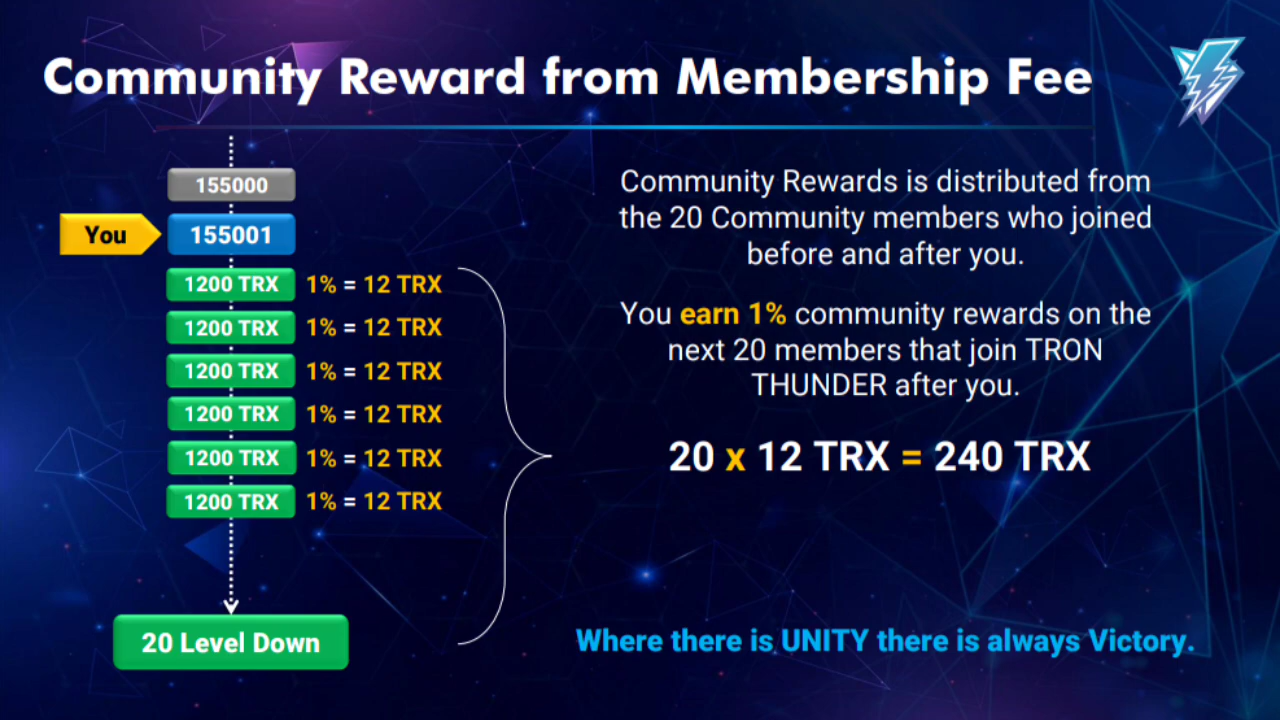 Community Reward from Membership Fee
155000
You
155001
1200 TRX 1% = 12 TRX
1200 TRX 1% = 12 TRX
1200 TRX 1% = 12 TRX
1200 TRX 1% = 12 TRX
1200 TRX 1% = 12 TRX
1200 TRX 1% = 12 TRX
20 Level Down
Community Rewards is distributed from
the 20 Community members who joined
before and after you.
You earn 1% community rewards on the
next 20 members that join TRON
THUNDER after you.
20 x 12 TRX = 240 TRX
Where there is UNITY there is always Victory.